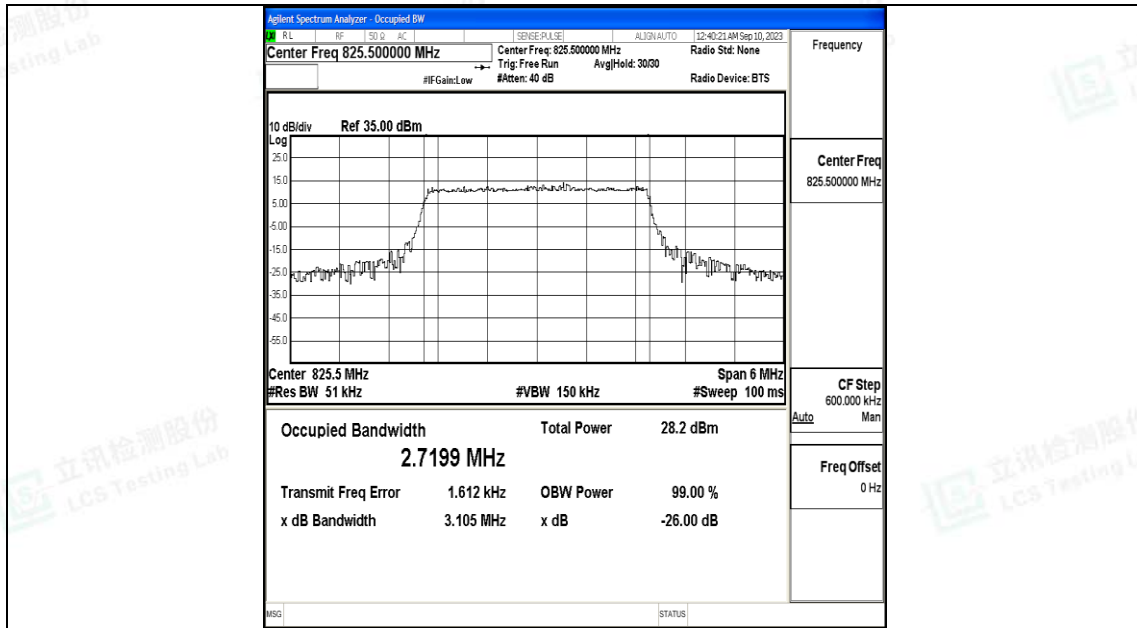 Agilent Spectrum Analyzer - Occupied BW
LXI RL RF 50 Ω AC SENSE:PULSE ALIGN AUTO 12:40:21 AM Sep 10, 2023
Center Freq 825.500000 MHz
Center Freq: 825.500000 MHz Radio Std: None
Trig: Free Run Avg|Hold: 30/30
#IFGain:Low #Atten: 40 dB Radio Device: BTS
10 dB/div Ref 35.00 dBm
Log
25.0
15.0
5.00
-5.00
-15.0
-25.0
-35.0
-45.0
-55.0
Center 825.5 MHz Span 6 MHz
#Res BW 51 kHz #VBW 150 kHz #Sweep 100 ms
Occupied Bandwidth Total Power 28.2 dBm
2.7199 MHz
Transmit Freq Error 1.612 kHz OBW Power 99.00 %
x dB Bandwidth 3.105 MHz x dB -26.00 dB
MSG STATUS
Frequency
Center Freq
825.500000 MHz
CF Step
600.000 kHz
Auto Man
Freq Offset
0 Hz
立讯检测股份
LCS Testing Lab
立讯检测股份
LCS Testing L